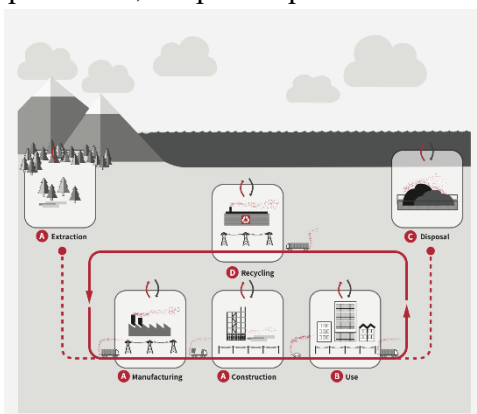 A Extraction
C Disposal
D Recycling
A Manufacturing
A Construction
B Use